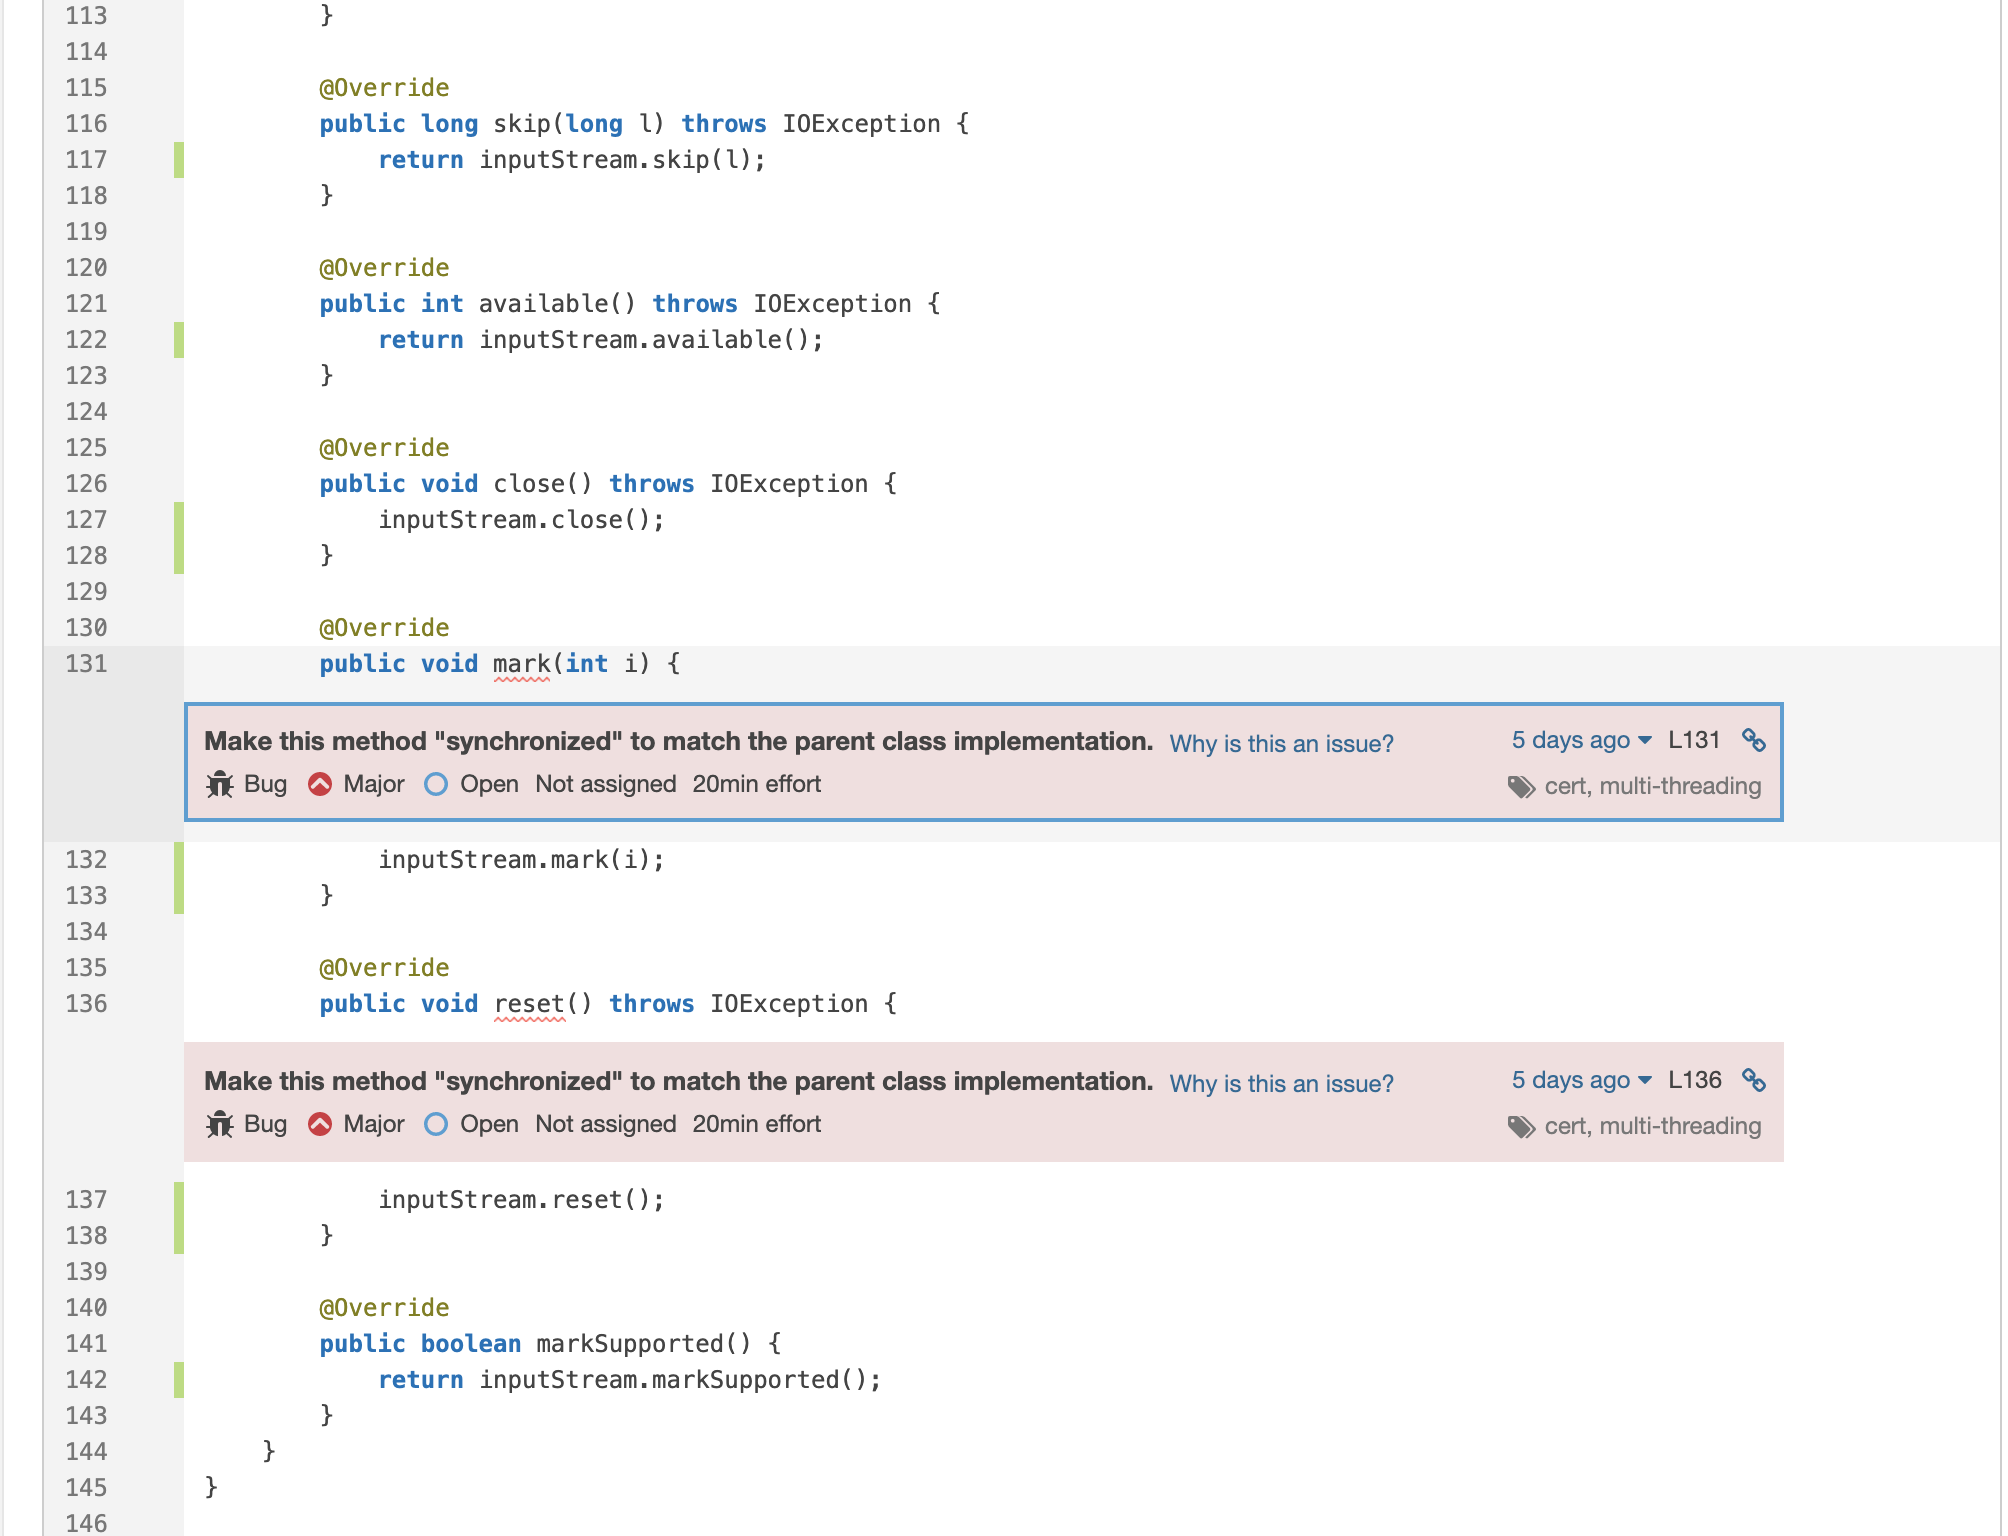 113 }
114
115 @Override
116 public long skip(long l) throws IOException {
117 return inputStream.skip(l);
118 }
119
120 @Override
121 public int available() throws IOException {
122 return inputStream.available();
123 }
124
125 @Override
126 public void close() throws IOException {
127 inputStream.close();
128 }
129
130 @Override
131 public void mark(int i) {
Make this method "synchronized" to match the parent class implementation. Why is this an issue? 5 days ago L131
Bug Major Open Not assigned 20min effort cert, multi-threading
132 inputStream.mark(i);
133 }
134
135 @Override
136 public void reset() throws IOException {
Make this method "synchronized" to match the parent class implementation. Why is this an issue? 5 days ago L136
Bug Major Open Not assigned 20min effort cert, multi-threading
137 inputStream.reset();
138 }
139
140 @Override
141 public boolean markSupported() {
142 return inputStream.markSupported();
143 }
144 }
145 }
146